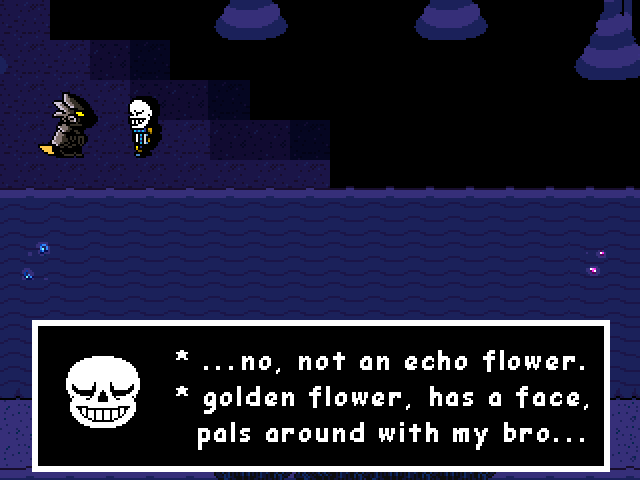 * ...no, not an echo flower.
* golden flower, has a face,
pals around with my bro...